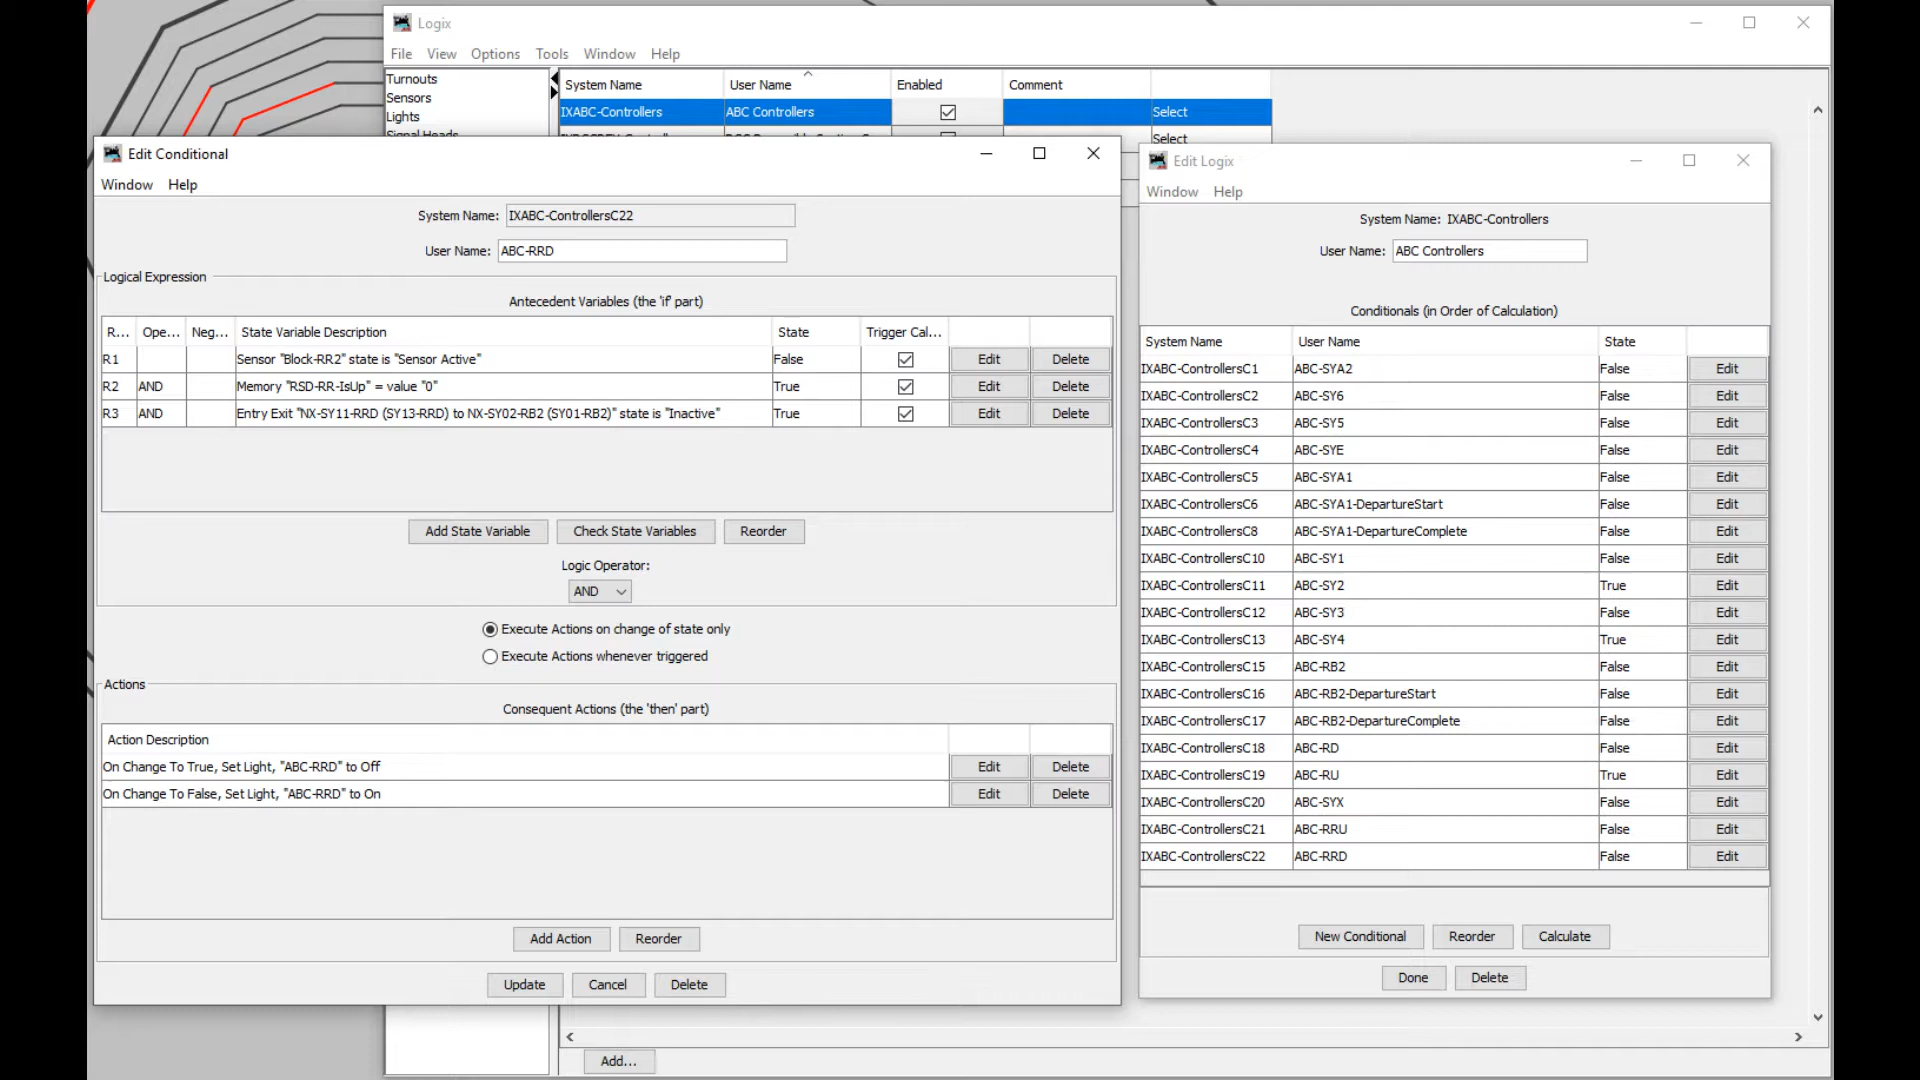 Logix
File View Options Tools Window Help
Turnouts
Sensors
Lights
System Name User Name Enabled Comment
IXABC-Controllers ABC Controllers Select
Select
Edit Conditional
Window Help
System Name: IXABC-ControllersC22
User Name: ABC-RRD
Logical Expression
Antecedent Variables (the 'if' part)
R... Ope... Neg... State Variable Description State Trigger Cal...
R1 Sensor "Block-RR2" state is "Sensor Active" False Edit Delete
R2 AND Memory "RSD-RR-IsUp" = value "0" True Edit Delete
R3 AND Entry Exit "NX-SY11-RRD (SY13-RRD) to NX-SY02-RB2 (SY01-RB2)" state is "Inactive" True Edit Delete
Add State Variable Check State Variables Reorder
Logic Operator:
AND
Execute Actions on change of state only
Execute Actions whenever triggered
Actions
Consequent Actions (the 'then' part)
Action Description
On Change To True, Set Light, "ABC-RRD" to Off Edit Delete
On Change To False, Set Light, "ABC-RRD" to On Edit Delete
Add Action Reorder
Update Cancel Delete
Edit Logix
Window Help
System Name: IXABC-Controllers
User Name: ABC Controllers
Conditionals (in Order of Calculation)
System Name User Name State
IXABC-ControllersC1 ABC-SYA2 False Edit
IXABC-ControllersC2 ABC-SY6 False Edit
IXABC-ControllersC3 ABC-SY5 False Edit
IXABC-ControllersC4 ABC-SYE False Edit
IXABC-ControllersC5 ABC-SYA1 False Edit
IXABC-ControllersC6 ABC-SYA1-DepartureStart False Edit
IXABC-ControllersC8 ABC-SYA1-DepartureComplete False Edit
IXABC-ControllersC10 ABC-SY1 False Edit
IXABC-ControllersC11 ABC-SY2 True Edit
IXABC-ControllersC12 ABC-SY3 False Edit
IXABC-ControllersC13 ABC-SY4 True Edit
IXABC-ControllersC15 ABC-RB2 False Edit
IXABC-ControllersC16 ABC-RB2-DepartureStart False Edit
IXABC-ControllersC17 ABC-RB2-DepartureComplete False Edit
IXABC-ControllersC18 ABC-RD False Edit
IXABC-ControllersC19 ABC-RU True Edit
IXABC-ControllersC20 ABC-SYX False Edit
IXABC-ControllersC21 ABC-RRU False Edit
IXABC-ControllersC22 ABC-RRD False Edit
New Conditional Reorder Calculate
Done Delete
Add...